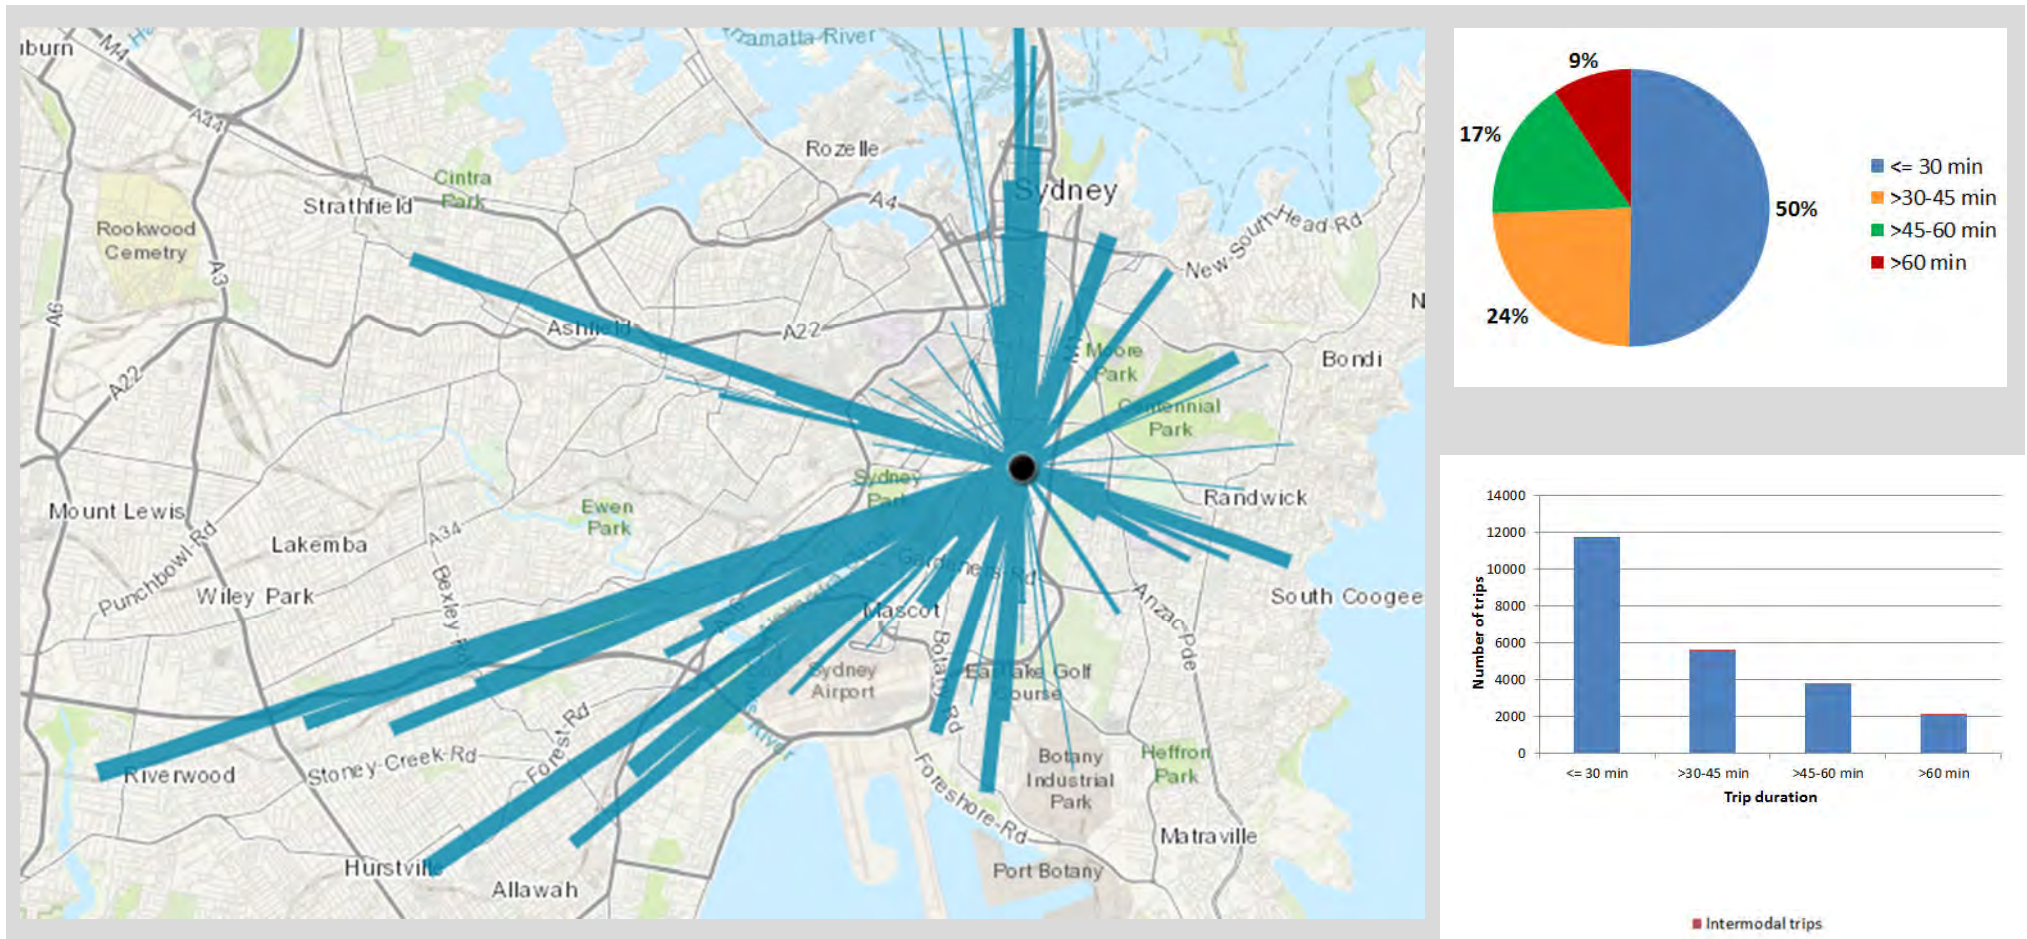 M4
A44
Rozelle
Cintra
Park
Strathfield
A4
Sydney
Rookwood
Cemetry
New-South-Head-Rd
A3
A6
Ashfield
A22
Moore
Park
Bondi
A22
Centennial
Park
Sydney
Park
Randwick
Mount Lewis
Ewen
Park
A34
Lakemba
Punchbowl-Rd
Bexley-Rd
Gardeners-Rd
Wiley Park
Mascot
Anzac-Pde
South Coogee
Sydney
Airport
Botany-Rd
Eastlake Golf
Course
River
Forest-Rd
Stoney-Creek-Rd
Riverwood
Botany
Industrial
Park
Heffron
Park
Foreshore-Rd
Matraville
Hurstville
Allawah
Port Botany
9%
17%
50%
24%
<= 30 min
>30-45 min
>45-60 min
>60 min
14000
12000
10000
8000
6000
4000
2000
0
Number of trips
<= 30 min >30-45 min >45-60 min >60 min
Trip duration
Intermodal trips